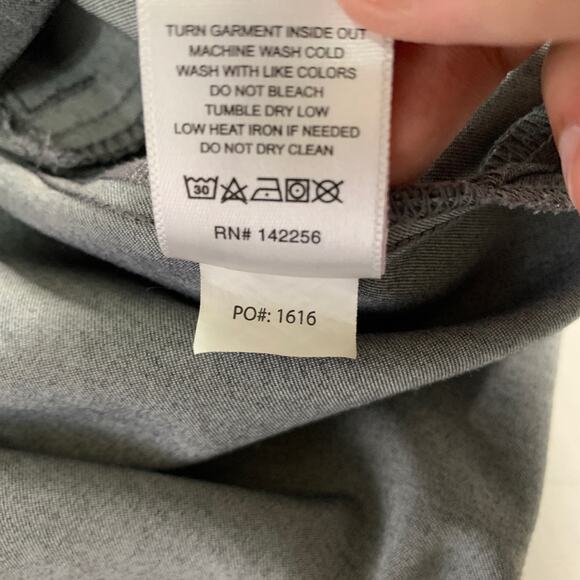 TURN GARMENT INSIDE OUT
MACHINE WASH COLD
WASH WITH LIKE COLORS
DO NOT BLEACH
TUMBLE DRY LOW
LOW HEAT IRON IF NEEDED
DO NOT DRY CLEAN
30
RN# 142256
PO#: 1616